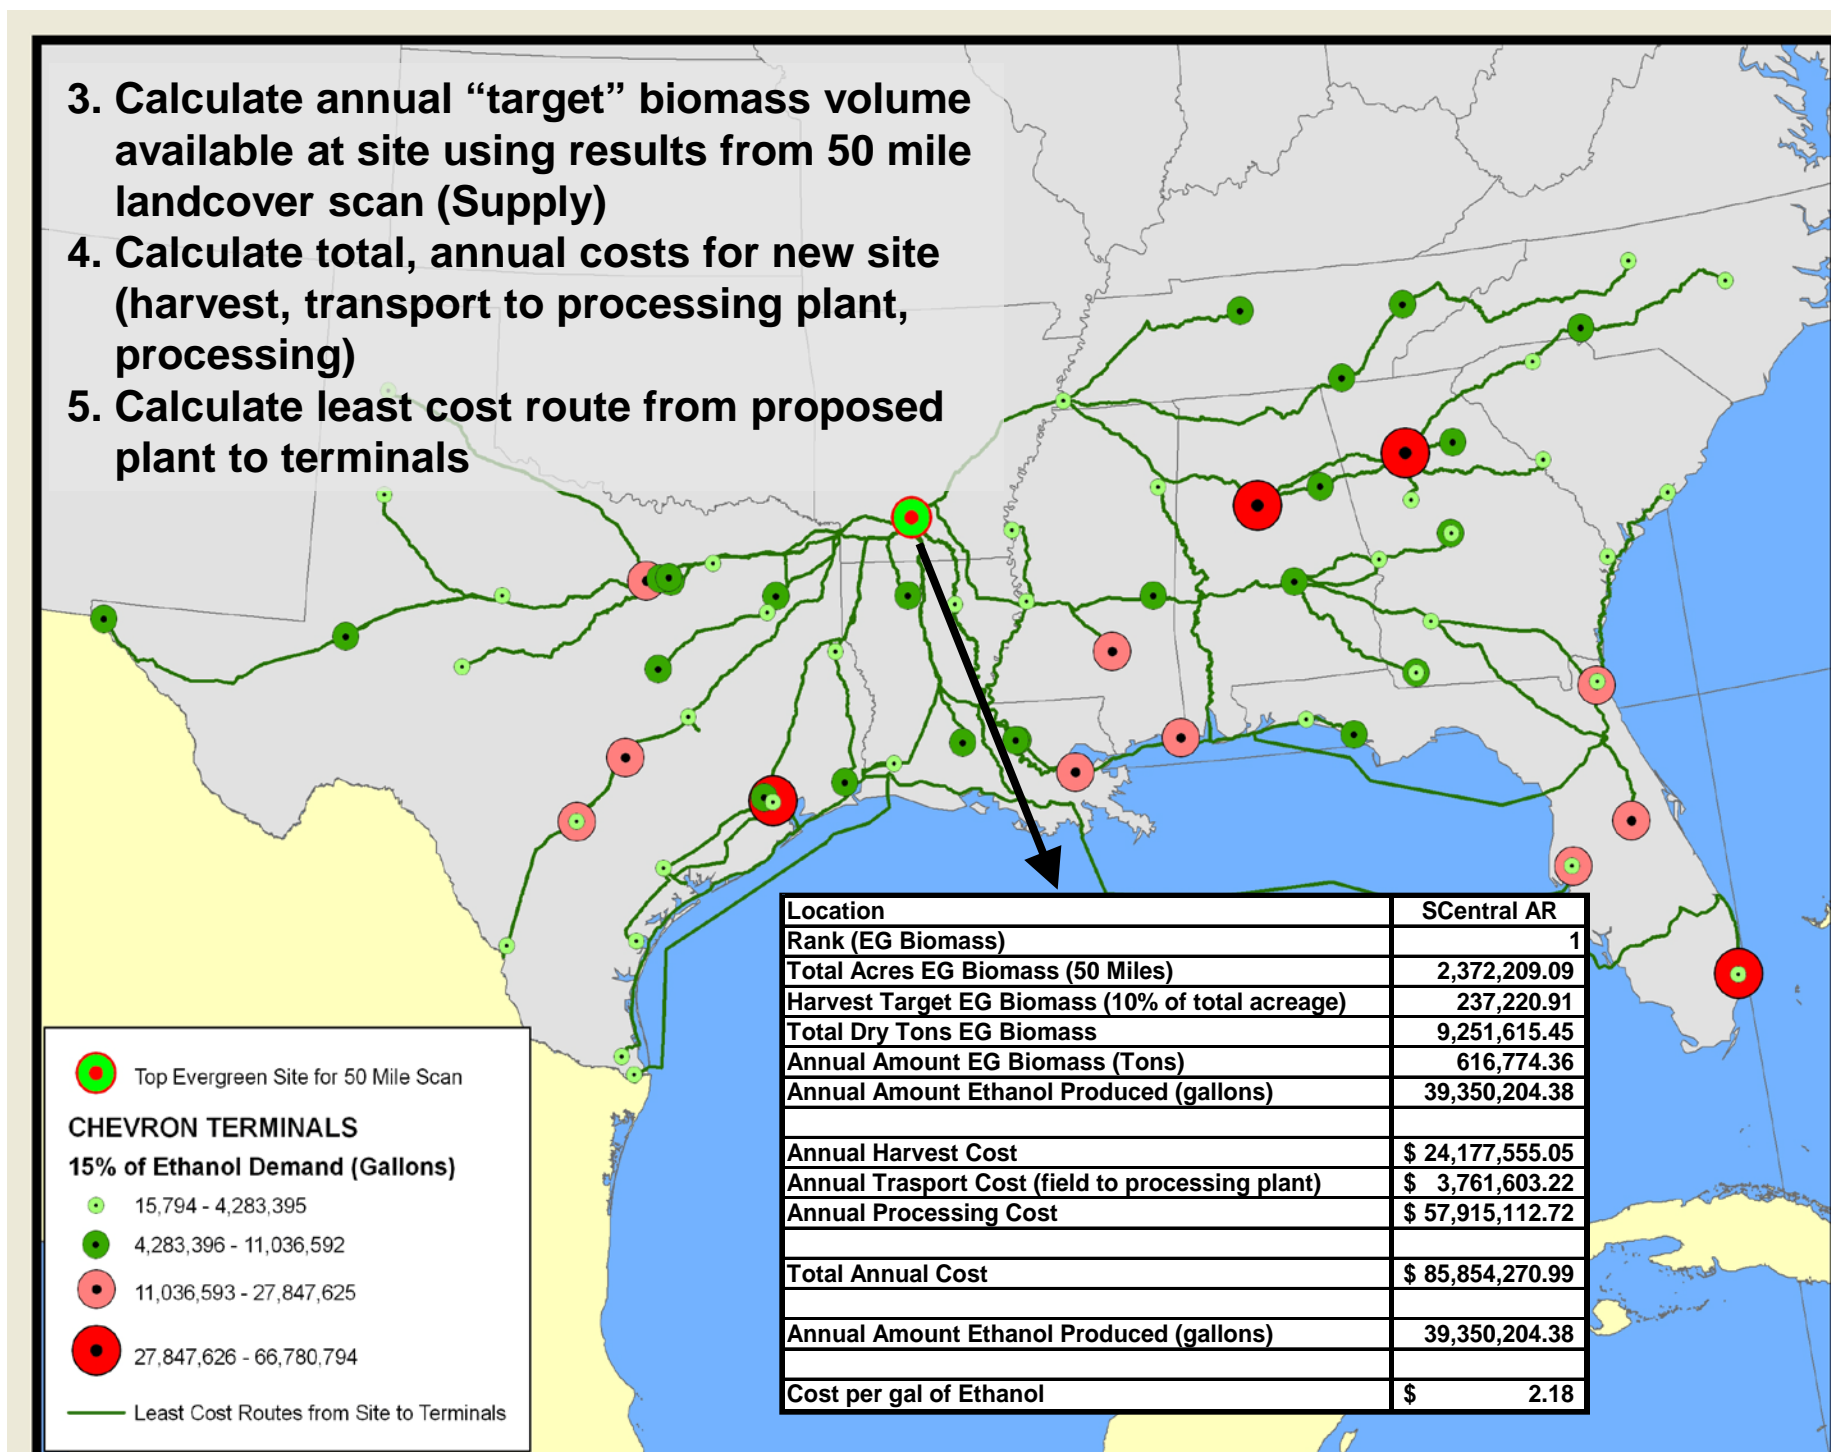 3. Calculate annual “target” biomass volume
available at site using results from 50 mile
landcover scan (Supply)
4. Calculate total, annual costs for new site
(harvest, transport to processing plant,
processing)
5. Calculate least cost route from proposed
plant to terminals
Location SCentral AR
Rank (EG Biomass) 1
Total Acres EG Biomass (50 Miles) 2,372,209.09
Harvest Target EG Biomass (10% of total acreage) 237,220.91
Total Dry Tons EG Biomass 9,251,615.45
Annual Amount EG Biomass (Tons) 616,774.36
Annual Amount Ethanol Produced (gallons) 39,350,204.38
Annual Harvest Cost $ 24,177,555.05
Annual Trasport Cost (field to processing plant) $ 3,761,603.22
Annual Processing Cost $ 57,915,112.72
Total Annual Cost $ 85,854,270.99
Annual Amount Ethanol Produced (gallons) 39,350,204.38
Cost per gal of Ethanol $ 2.18
Top Evergreen Site for 50 Mile Scan
CHEVRON TERMINALS
15% of Ethanol Demand (Gallons)
15,794 - 4,283,395
4,283,396 - 11,036,592
11,036,593 - 27,847,625
27,847,626 - 66,780,794
Least Cost Routes from Site to Terminals